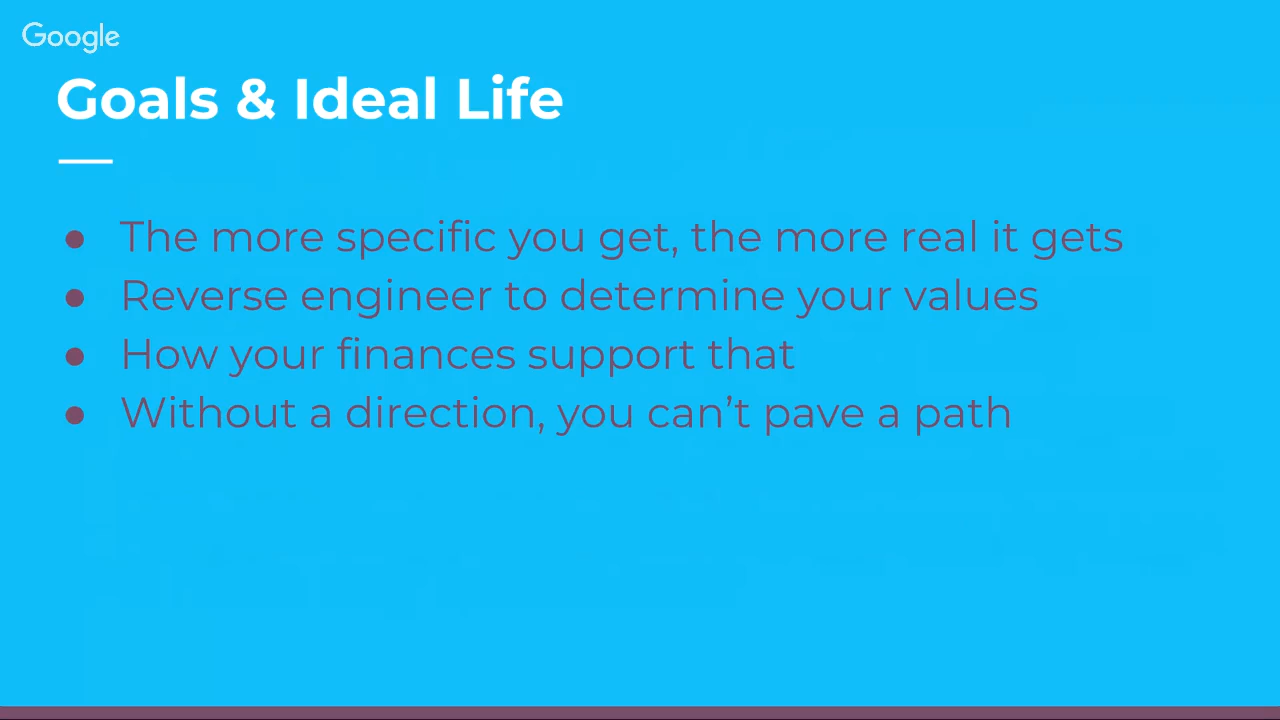 Google
Goals & Ideal Life
● The more specific you get, the more real it gets
● Reverse engineer to determine your values
● How your finances support that
● Without a direction, you can’t pave a path